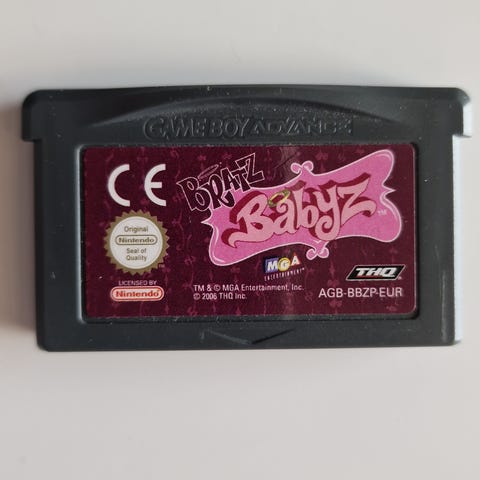 GAME BOY ADVANCE
CE
BRATZ
Babyz™
Original
Nintendo
Seal of
Quality
LICENSED BY
Nintendo
MGA
ENTERTAINMENT
THQ
TM & © MGA Entertainment, Inc.
© 2006 THQ Inc.
AGB-BBZP-EUR